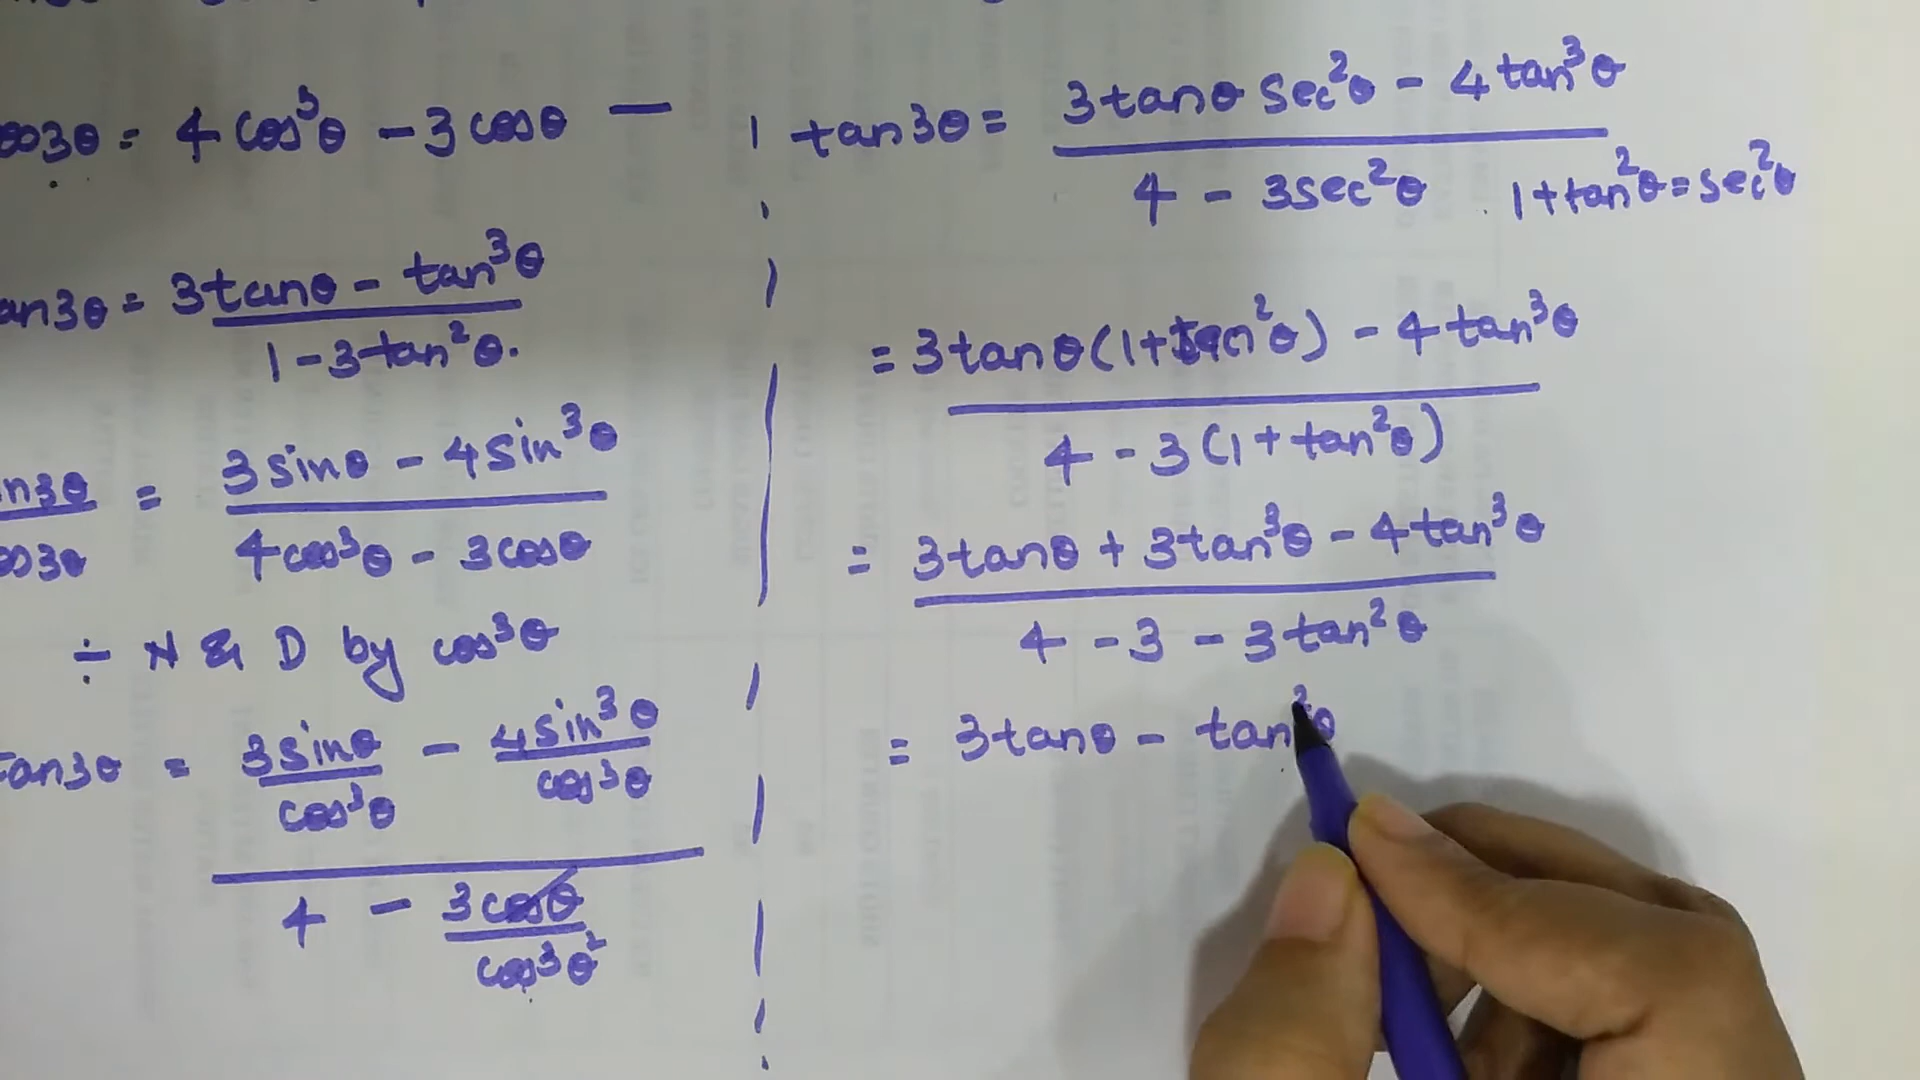 cos3θ = 4cos³θ - 3cosθ -
tan3θ = 3tanθ - tan³θ
1 - 3tan²θ.
sin3θ = 3sinθ - 4sin³θ
cos3θ 4cos³θ - 3cosθ
÷ N & D by cos³θ
tan3θ = 3sinθ - 4sin³θ
cos³θ cos³θ
4 - 3cosθ
cos³θ²
tan3θ = 3tanθ sec²θ - 4tan³θ
4 - 3sec²θ 1+tan²θ=sec²θ
= 3tanθ(1+tan²θ) - 4tan³θ
4 - 3(1+tan²θ)
= 3tanθ + 3tan³θ - 4tan³θ
4 - 3 - 3tan²θ
= 3tanθ - tan³θ